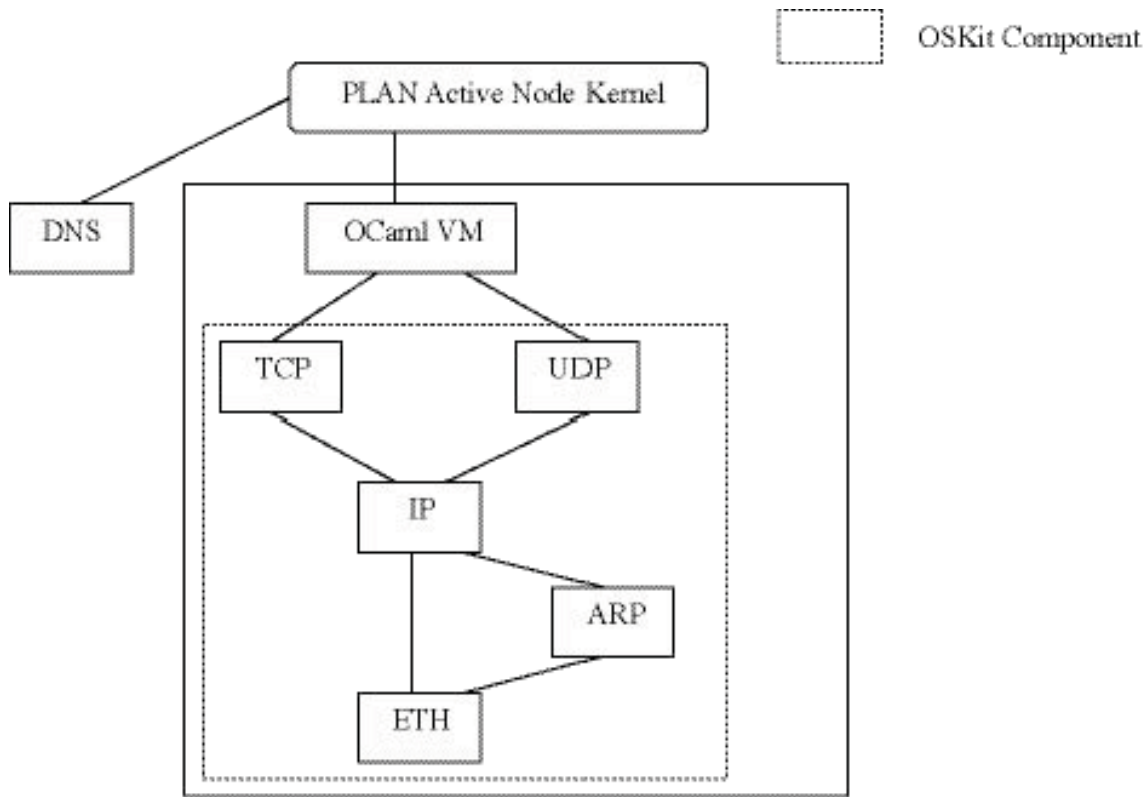 OSKit Component
PLAN Active Node Kernel
DNS
OCaml VM
TCP
UDP
IP
ARP
ETH